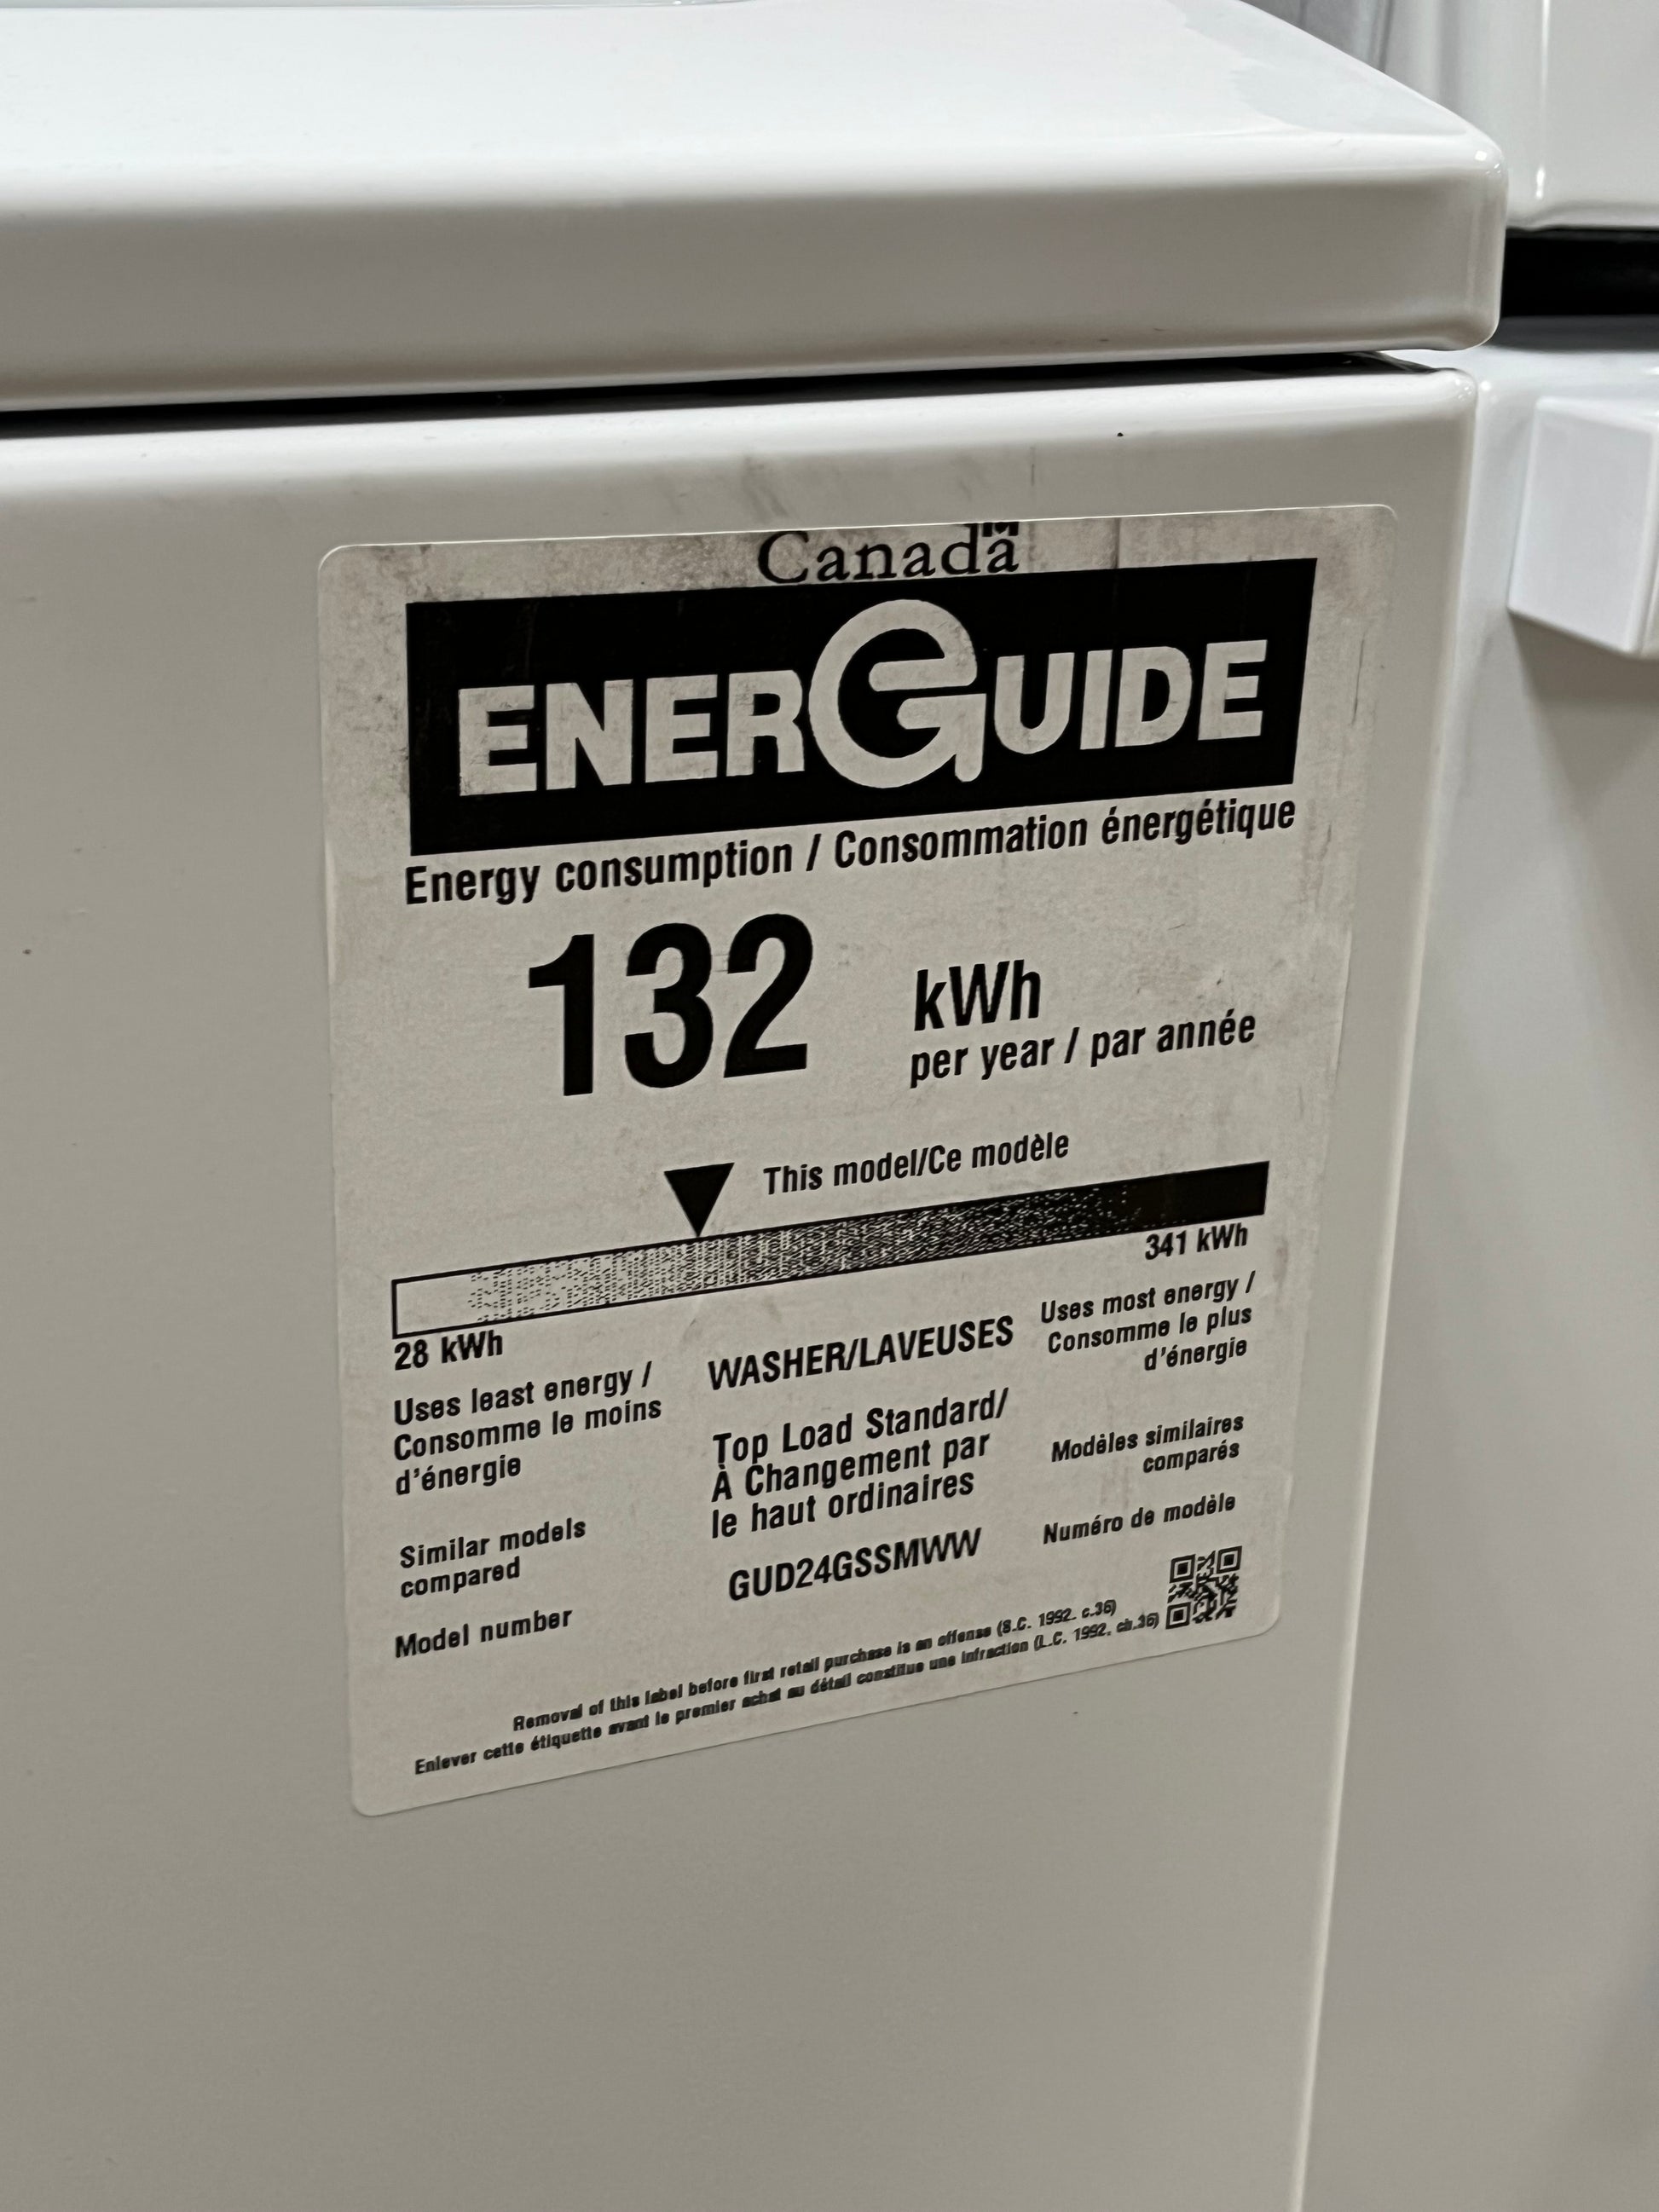 Canada
ENERGUIDE
Energy consumption / Consommation énergétique
132 kWh
per year / par année
This model/Ce modèle
28 kWh
341 kWh
Uses least energy /
Consomme le moins
d'énergie
WASHER/LAVEUSES
Uses most energy /
Consomme le plus
d'énergie
Similar models
compared
Top Load Standard/
À Changement par
le haut ordinaires
Modèles similaires
comparés
Model number
GUD24GSSMWW
Numéro de modèle
Removal of this label before first retail purchase is an offense (S.C. 1992. c.36)
Enlever cette étiquette avant le premier achat au détail constitue une infraction (L.C. 1992, ch.36)